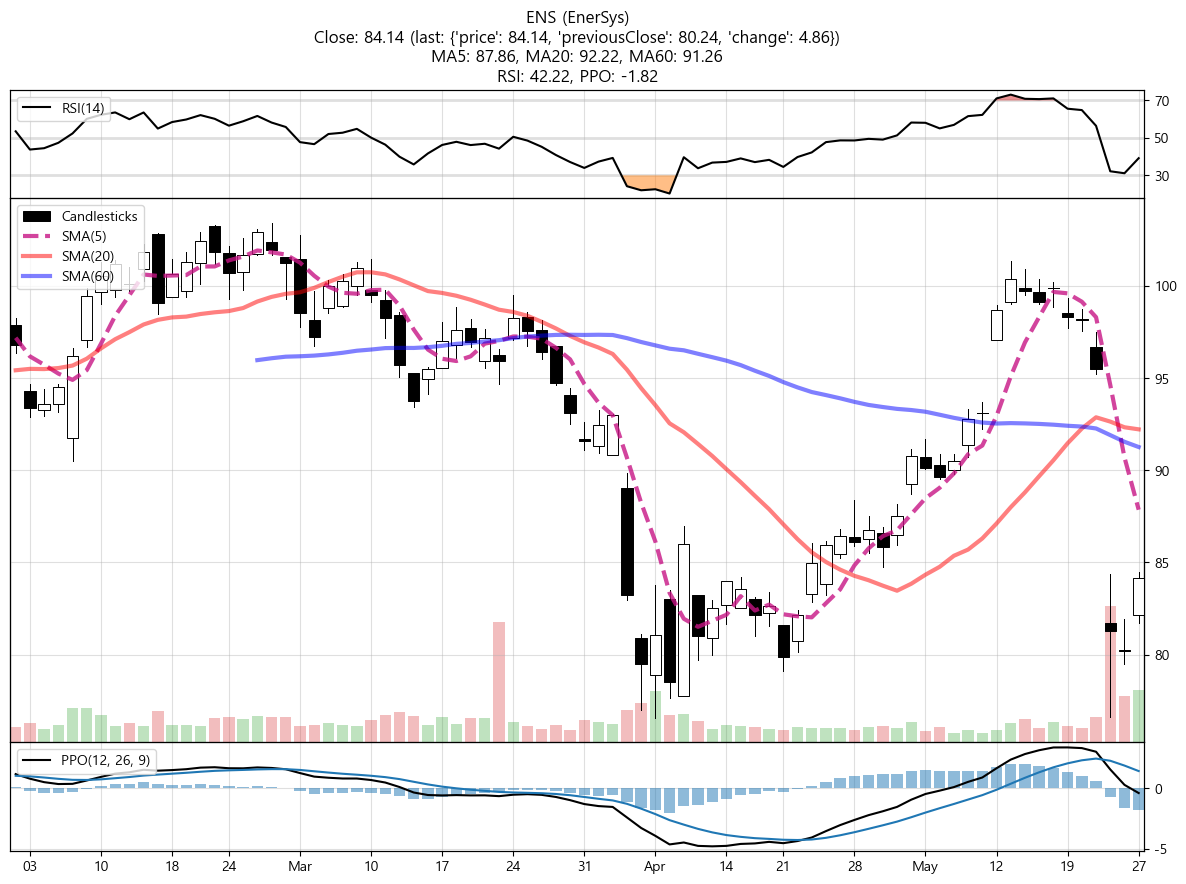 ENS (EnerSys)
Close: 84.14 (last: {'price': 84.14, 'previousClose': 80.24, 'change': 4.86})
MA5: 87.86, MA20: 92.22, MA60: 91.26
RSI: 42.22, PPO: -1.82
RSI(14)
70
50
30
Candlesticks
SMA(5)
SMA(20)
SMA(60)
100
95
90
85
80
PPO(12, 26, 9)
0
-5
03 10 18 24 Mar 10 17 24 31 Apr 14 21 28 May 12 19 27